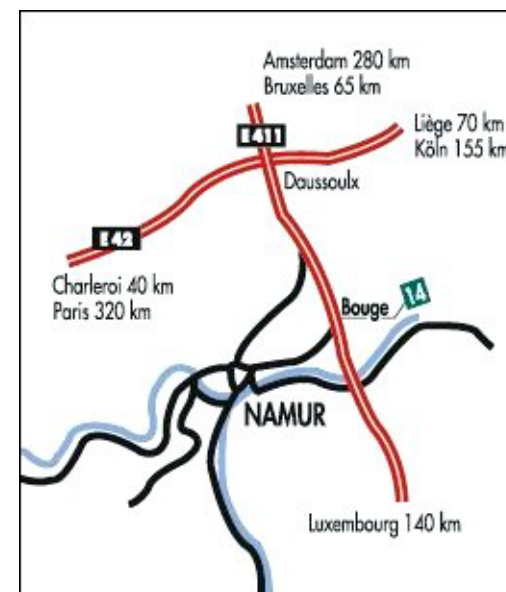 Amsterdam 280 km
Bruxelles 65 km
E411
Liège 70 km
Köln 155 km
Daussoulx
E42
Charleroi 40 km
Paris 320 km
Bouge
14
NAMUR
Luxembourg 140 km